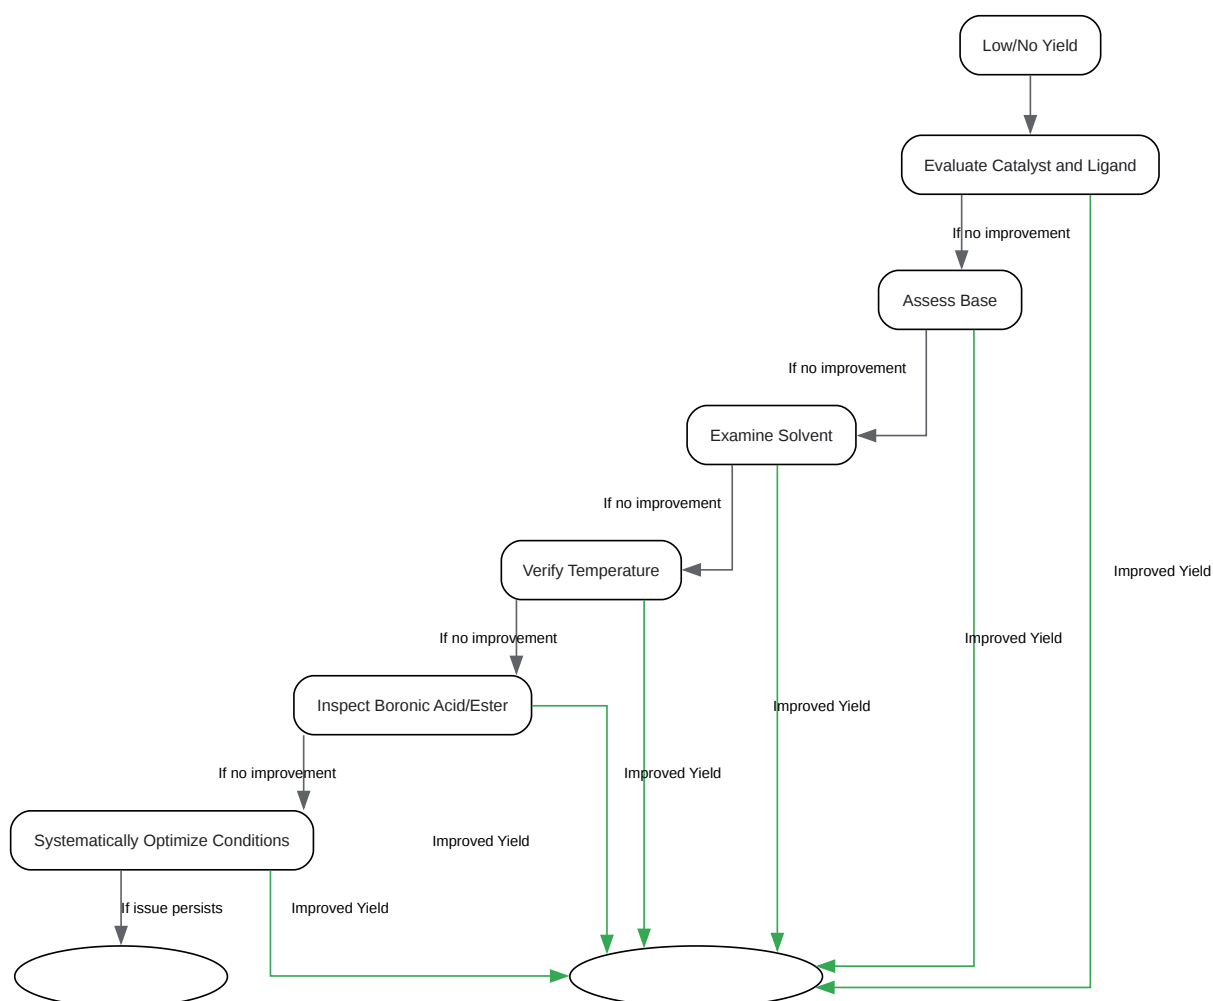 Low/No Yield
Evaluate Catalyst and Ligand
If no improvement
Assess Base
If no improvement
Examine Solvent
If no improvement
Verify Temperature
Improved Yield
If no improvement
Improved Yield
Inspect Boronic Acid/Ester
Improved Yield
If no improvement
Improved Yield
Systematically Optimize Conditions
Improved Yield
If issue persists
Improved Yield